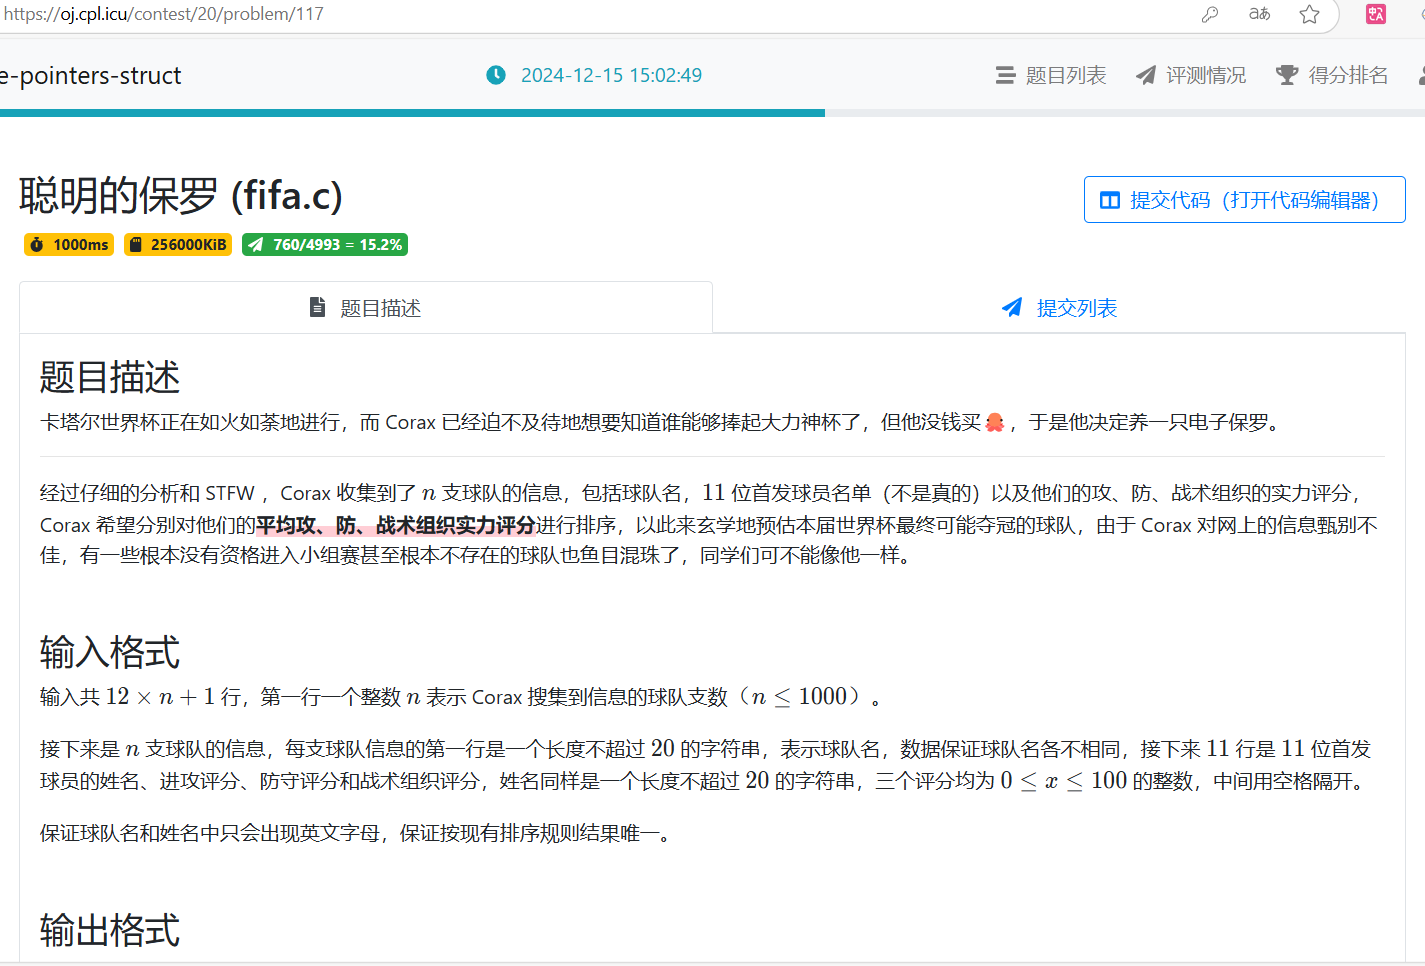 https://oj.cpl.icu/contest/20/problem/117
e-pointers-struct
2024-12-15 15:02:49
题目列表
评测情况
得分排名
聪明的保罗 (fifa.c)
提交代码（打开代码编辑器）
1000ms
256000KiB
760/4993 = 15.2%
题目描述
提交列表
题目描述
卡塔尔世界杯正在如火如荼地进行，而 Corax 已经迫不及待地想要知道谁能够捧起大力神杯了，但他没钱买🐙，于是他决定养一只电子保罗。
经过仔细的分析和 STFW ，Corax 收集到了 n 支球队的信息，包括球队名，11 位首发球员名单（不是真的）以及他们的攻、防、战术组织的实力评分，
Corax 希望分别对他们的平均攻、防、战术组织实力评分进行排序，以此来玄学地预估本届世界杯最终可能夺冠的球队，由于 Corax 对网上的信息甄别不
佳，有一些根本没有资格进入小组赛甚至根本不存在的球队也鱼目混珠了，同学们可不能像他一样。
输入格式
输入共 12 × n + 1 行，第一行一个整数 n 表示 Corax 搜集到信息的球队支数（n ≤ 1000）。
接下来是 n 支球队的信息，每支球队信息的第一行是一个长度不超过 20 的字符串，表示球队名，数据保证球队名各不相同，接下来 11 行是 11 位首发
球员的姓名、进攻评分、防守评分和战术组织评分，姓名同样是一个长度不超过 20 的字符串，三个评分均为 0 ≤ x ≤ 100 的整数，中间用空格隔开。
保证球队名和姓名中只会出现英文字母，保证按现有排序规则结果唯一。
输出格式